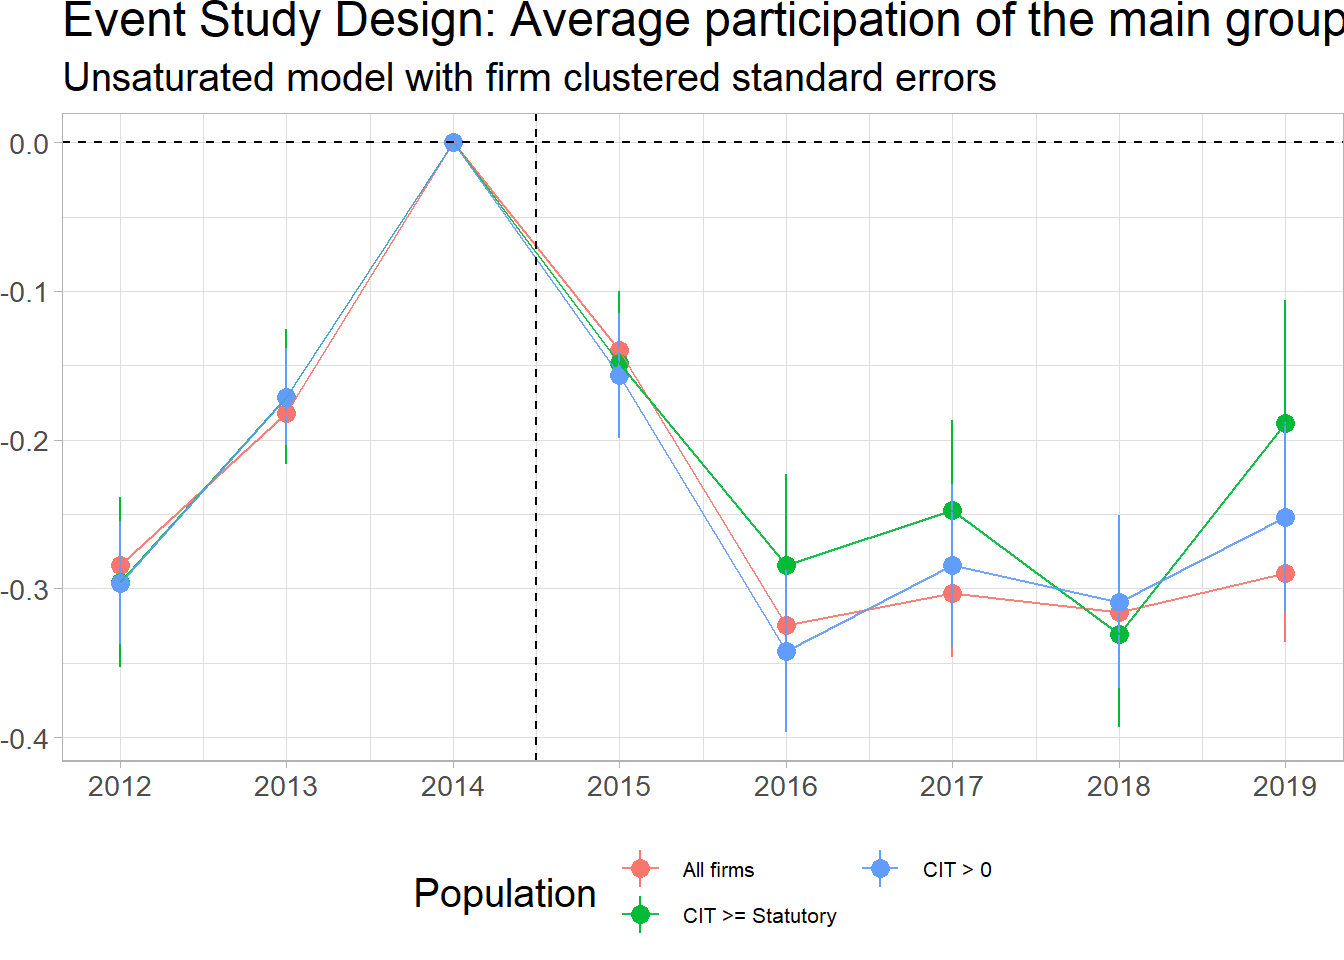 Event Study Design: Average participation of the main group
Unsaturated model with firm clustered standard errors
0.0
-0.1
-0.2
-0.3
-0.4
2012 2013 2014 2015 2016 2017 2018 2019
Population
All firms
CIT > 0
CIT >= Statutory